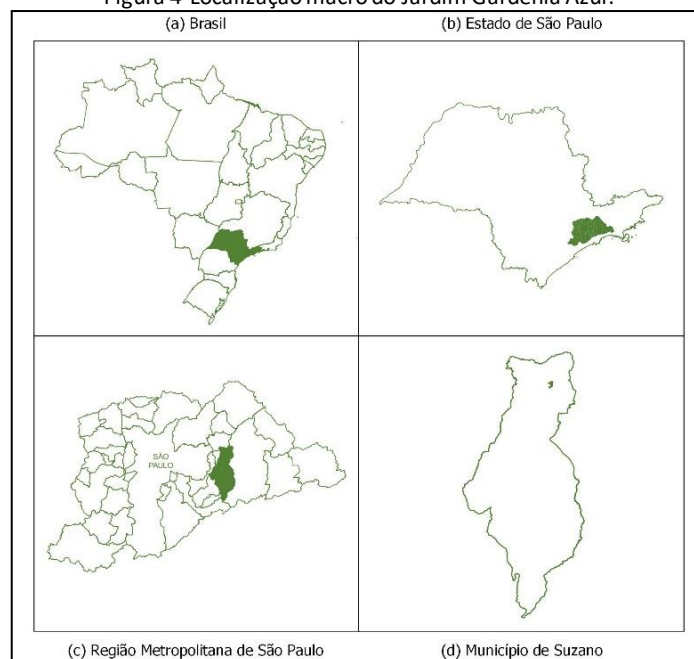 Figura 4-Localização macro do Jardim Gardênia Azul.
(a) Brasil
(b) Estado de São Paulo
SÃO
PAULO
(c) Região Metropolitana de São Paulo
(d) Município de Suzano